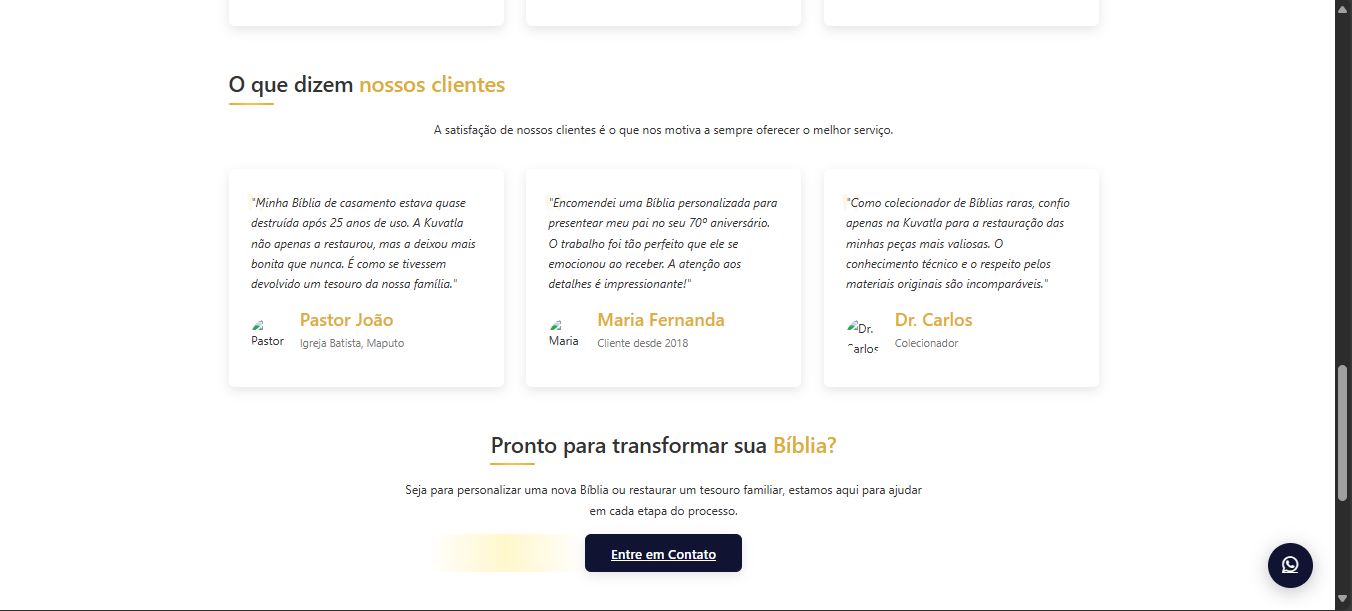 O que dizem nossos clientes
A satisfação de nossos clientes é o que nos motiva a sempre oferecer o melhor serviço.
"Minha Bíblia de casamento estava quase
destruída após 25 anos de uso. A Kuvatla
não apenas a restaurou, mas a deixou mais
bonita que nunca. É como se tivessem
devolvido um tesouro da nossa família."
Pastor
Pastor João
Igreja Batista, Maputo
"Encomendei uma Bíblia personalizada para
presentear meu pai no seu 70º aniversário.
O trabalho foi tão perfeito que ele se
emocionou ao receber. A atenção aos
detalhes é impressionante!"
Maria
Maria Fernanda
Cliente desde 2018
"Como colecionador de Bíblias raras, confio
apenas na Kuvatla para a restauração das
minhas peças mais valiosas. O
conhecimento técnico e o respeito pelos
materiais originais são incomparáveis."
Dr.
Carlos
Dr. Carlos
Colecionador
Pronto para transformar sua Bíblia?
Seja para personalizar uma nova Bíblia ou restaurar um tesouro familiar, estamos aqui para ajudar
em cada etapa do processo.
Entre em Contato